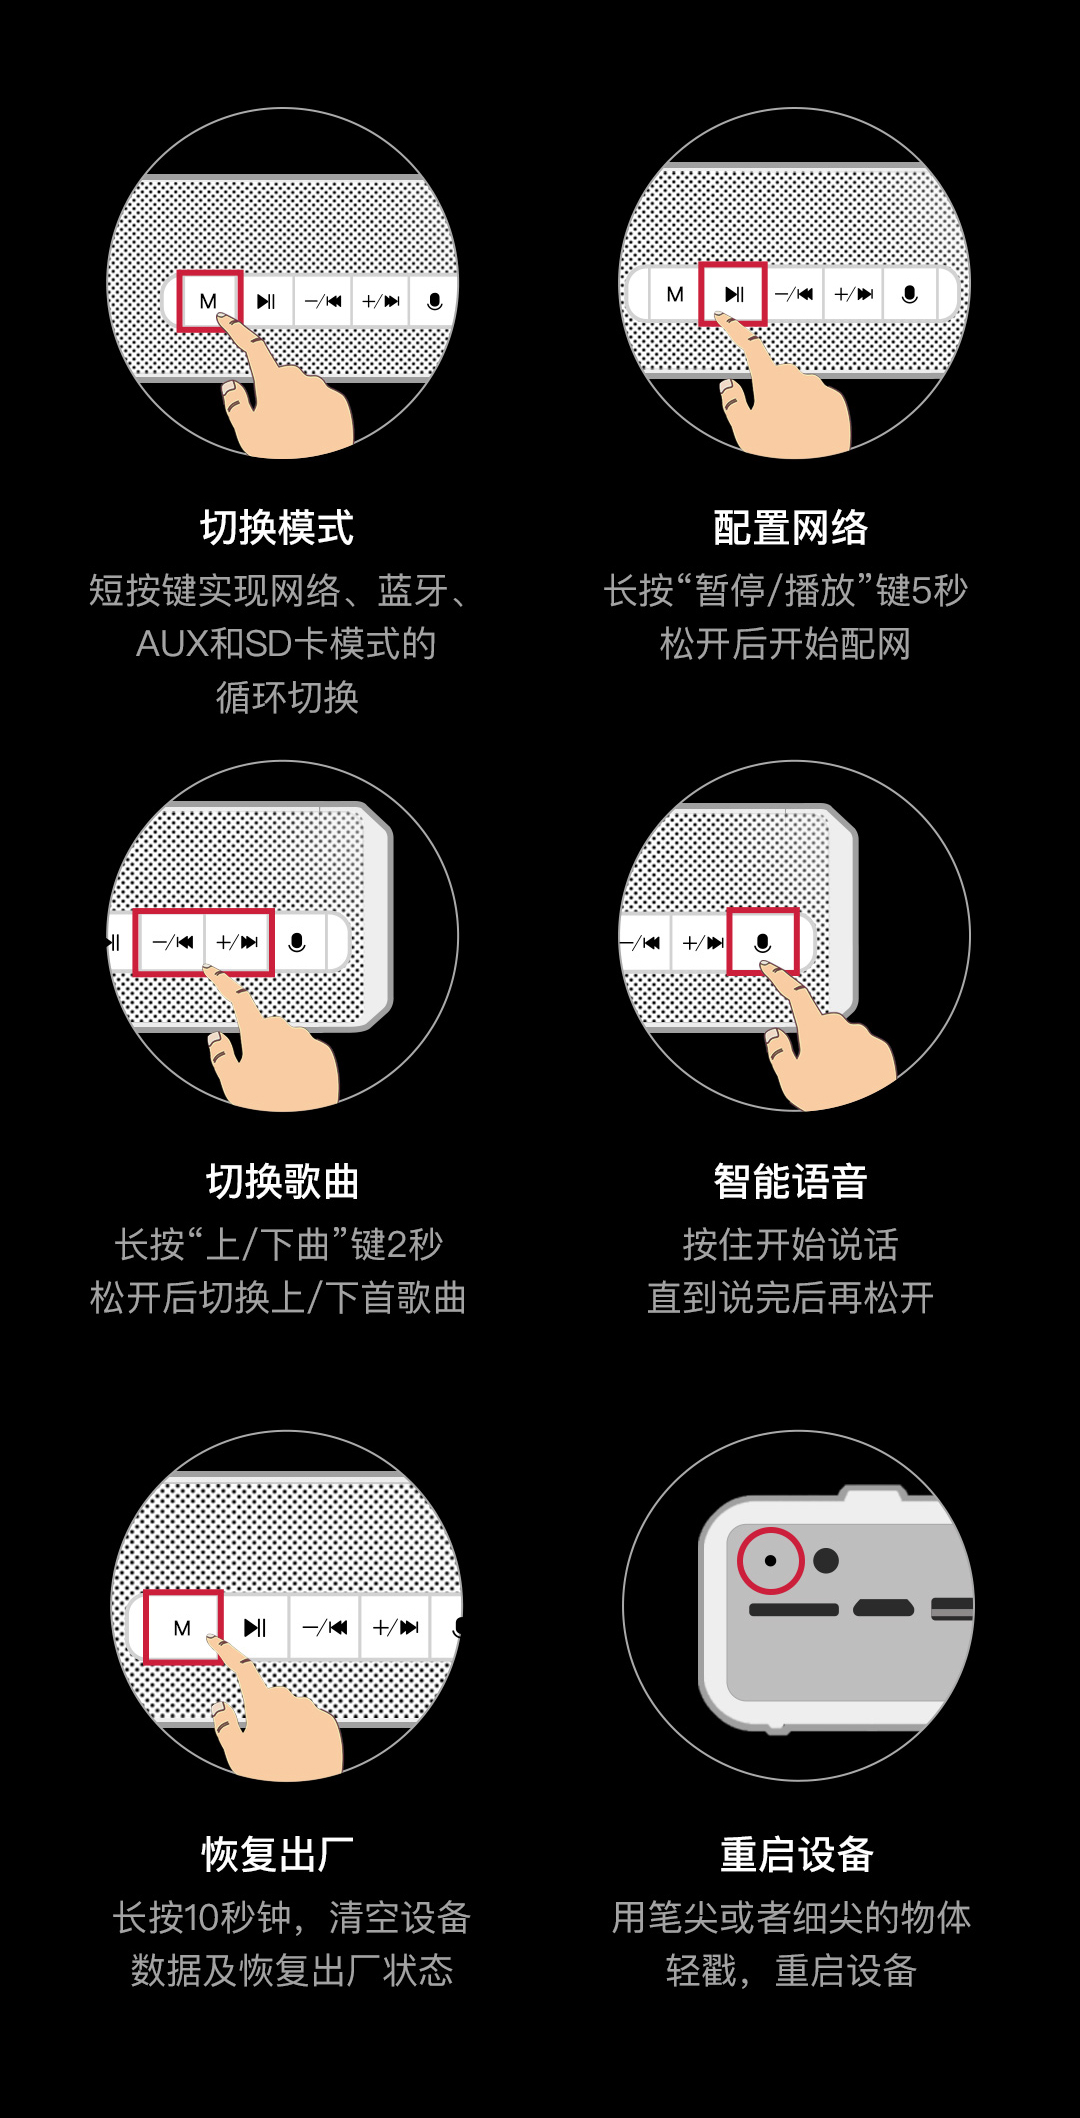 M
M
切换模式
短按键实现网络、蓝牙、
AUX和SD卡模式的
循环切换
配置网络
长按“暂停/播放”键5秒
松开后开始配网
切换歌曲
长按“上/下曲”键2秒
松开后切换上/下首歌曲
智能语音
按住开始说话
直到说完后再松开
M
恢复出厂
长按10秒钟，清空设备
数据及恢复出厂状态
重启设备
用笔尖或者细尖的物体
轻戳，重启设备